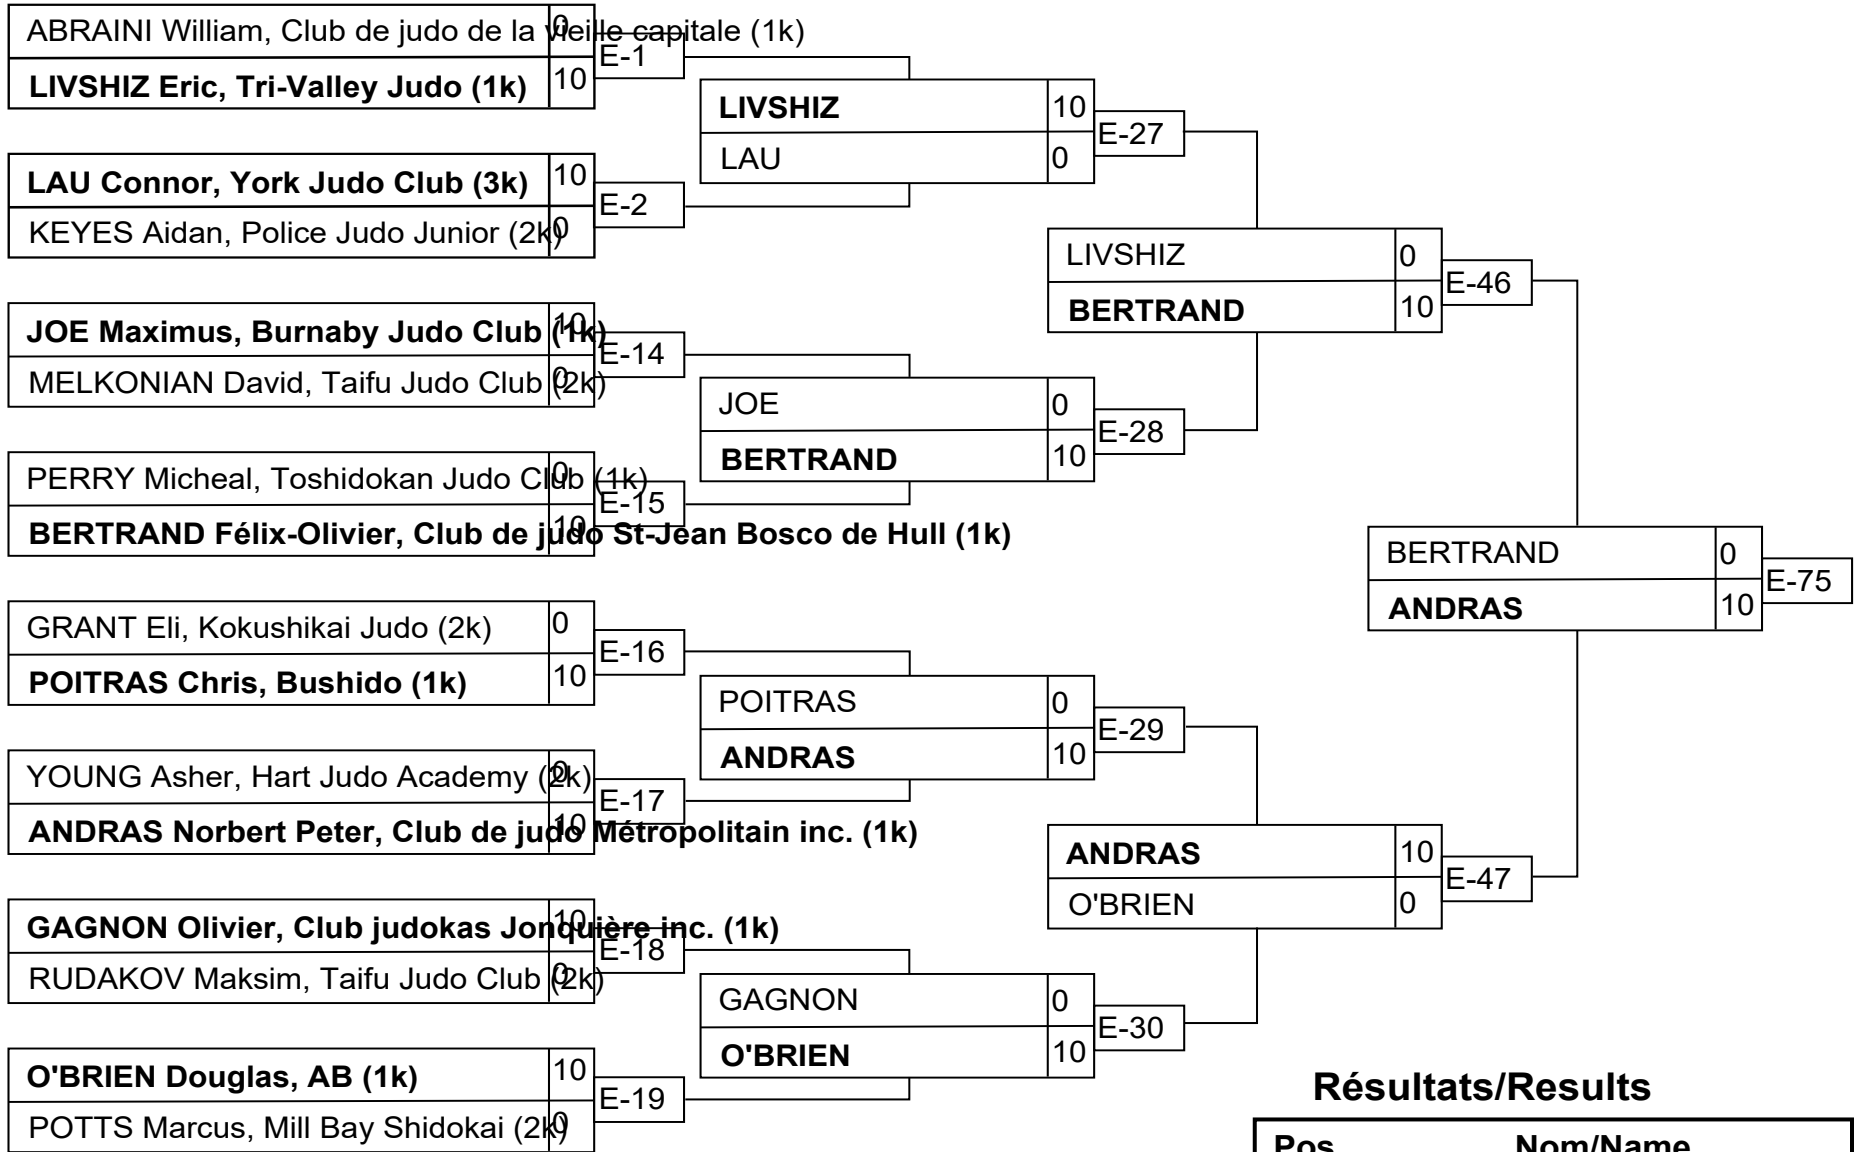 ABRAINI William, Club de judo de la vieille capitale (1k) 0
E-1
LIVSHIZ Eric, Tri-Valley Judo (1k) 10
LAU Connor, York Judo Club (3k) 10
E-2
KEYES Aidan, Police Judo Junior (2k) 0
JOE Maximus, Burnaby Judo Club (1k) 10
E-14
MELKONIAN David, Taifu Judo Club (2k) 0
PERRY Micheal, Toshidokan Judo Club (1k) 0
E-15
BERTRAND Félix-Olivier, Club de judo St-Jean Bosco de Hull (1k) 10
GRANT Eli, Kokushikai Judo (2k) 0
E-16
POITRAS Chris, Bushido (1k) 10
YOUNG Asher, Hart Judo Academy (2k) 0
E-17
ANDRAS Norbert Peter, Club de judo Métropolitain inc. (1k) 10
GAGNON Olivier, Club judokas Jonquière inc. (1k) 10
E-18
RUDAKOV Maksim, Taifu Judo Club (2k) 0
O'BRIEN Douglas, AB (1k) 10
E-19
POTTS Marcus, Mill Bay Shidokai (2k) 0
LIVSHIZ 10
E-27
LAU 0
JOE 0
E-28
BERTRAND 10
POITRAS 0
E-29
ANDRAS 10
GAGNON 0
E-30
O'BRIEN 10
LIVSHIZ 0
E-46
BERTRAND 10
ANDRAS 10
E-47
O'BRIEN 0
BERTRAND 0
E-75
ANDRAS 10
Résultats/Results
Pos Nom/Name